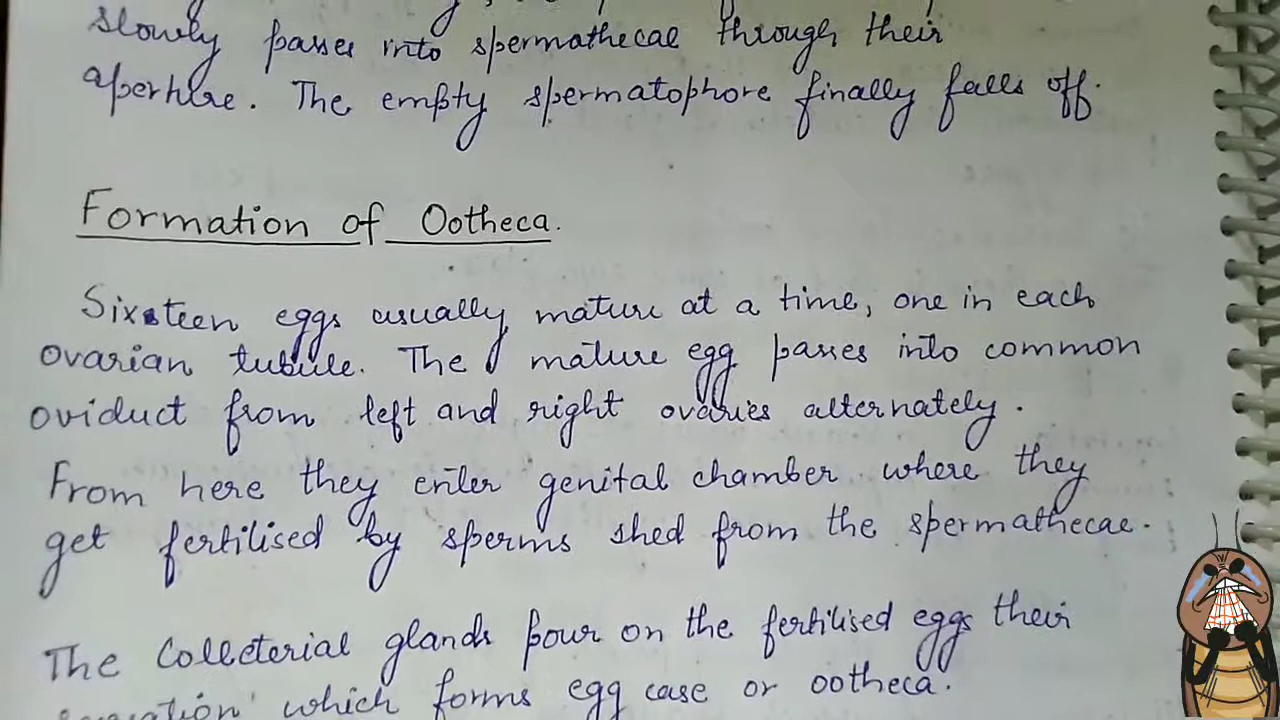 slowly passes into spermathecae through their
aperture. The empty spermatophore finally falls off.
Formation of Ootheca.
Sixteen eggs usually mature at a time, one in each
ovarian tubule. The mature egg passes into common
oviduct from left and right ovaries alternately.
From here they enter genital chamber where they
get fertilised by sperms shed from the spermathecae.
The Colleterial glands pour on the fertilised eggs their
which forms egg case or ootheca.